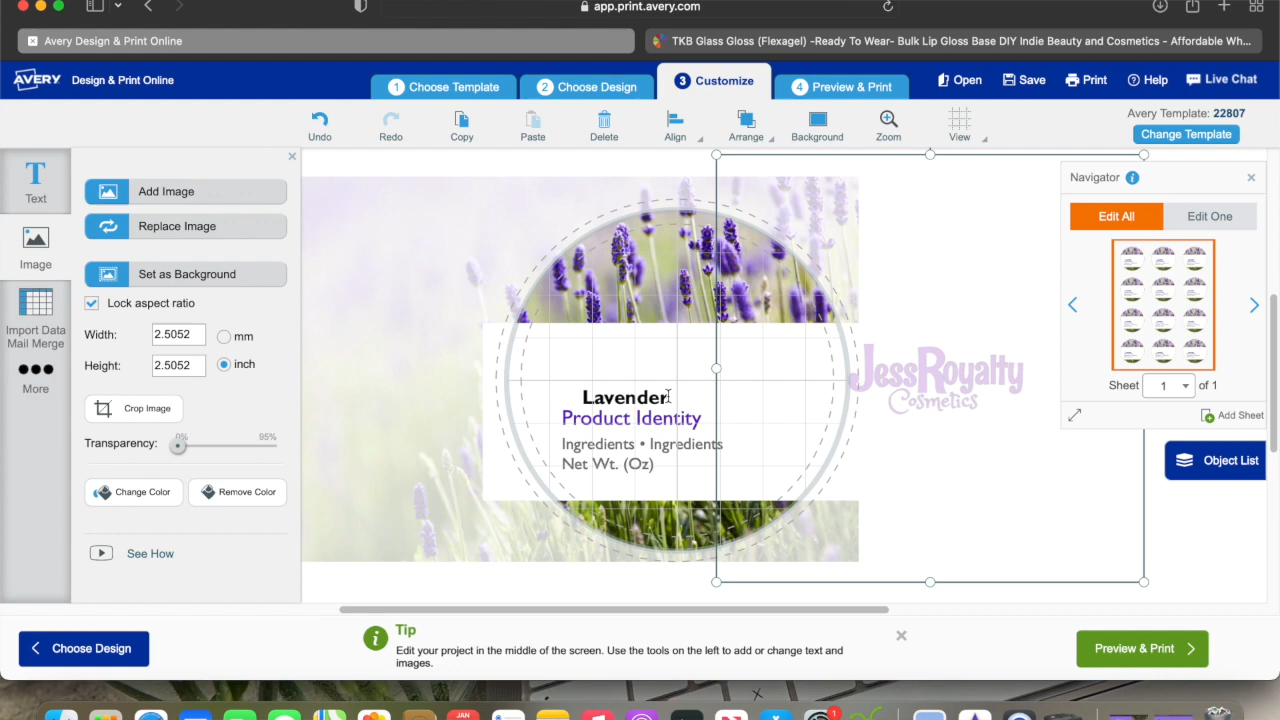 app.print.avery.com
Avery Design & Print Online
TKB Glass Gloss (Flexagel) -Ready To Wear- Bulk Lip Gloss Base DIY Indie Beauty and Cosmetics - Affordable Wh...
AVERY Design & Print Online
1 Choose Template
2 Choose Design
3 Customize
4 Preview & Print
Open
Save
Print
Help
Live Chat
Undo
Redo
Copy
Paste
Delete
Align
Arrange
Background
Zoom
View
Avery Template: 22807
Change Template
T
Text
Image
Import Data
Mail Merge
More
Add Image
Replace Image
Set as Background
Lock aspect ratio
Width: 2.5052 mm
Height: 2.5052 inch
Crop Image
Transparency: 0% 95%
Change Color
Remove Color
See How
Lavender
Product Identity
Ingredients • Ingredients
Net Wt. (Oz)
JessRoyalty
Cosmetics
Navigator
Edit All
Edit One
Sheet 1 of 1
Add Sheet
Object List
Choose Design
Tip
Edit your project in the middle of the screen. Use the tools on the left to add or change text and
images.
Preview & Print
JAN
1